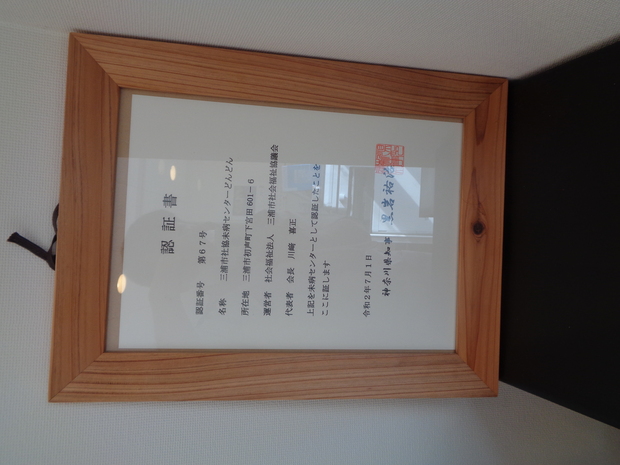 認証書
認証番号 第67号
名称 三浦市社協未病センターどんどん
所在地 三浦市初声町下宮田601-6
運営者 社会福祉法人 三浦市社会福祉協議会
代表者 会長 川﨑 喜正
上記を未病センターとして認証したことを
ここに証します
令和2年7月1日
神奈川県知事 黒岩祐治